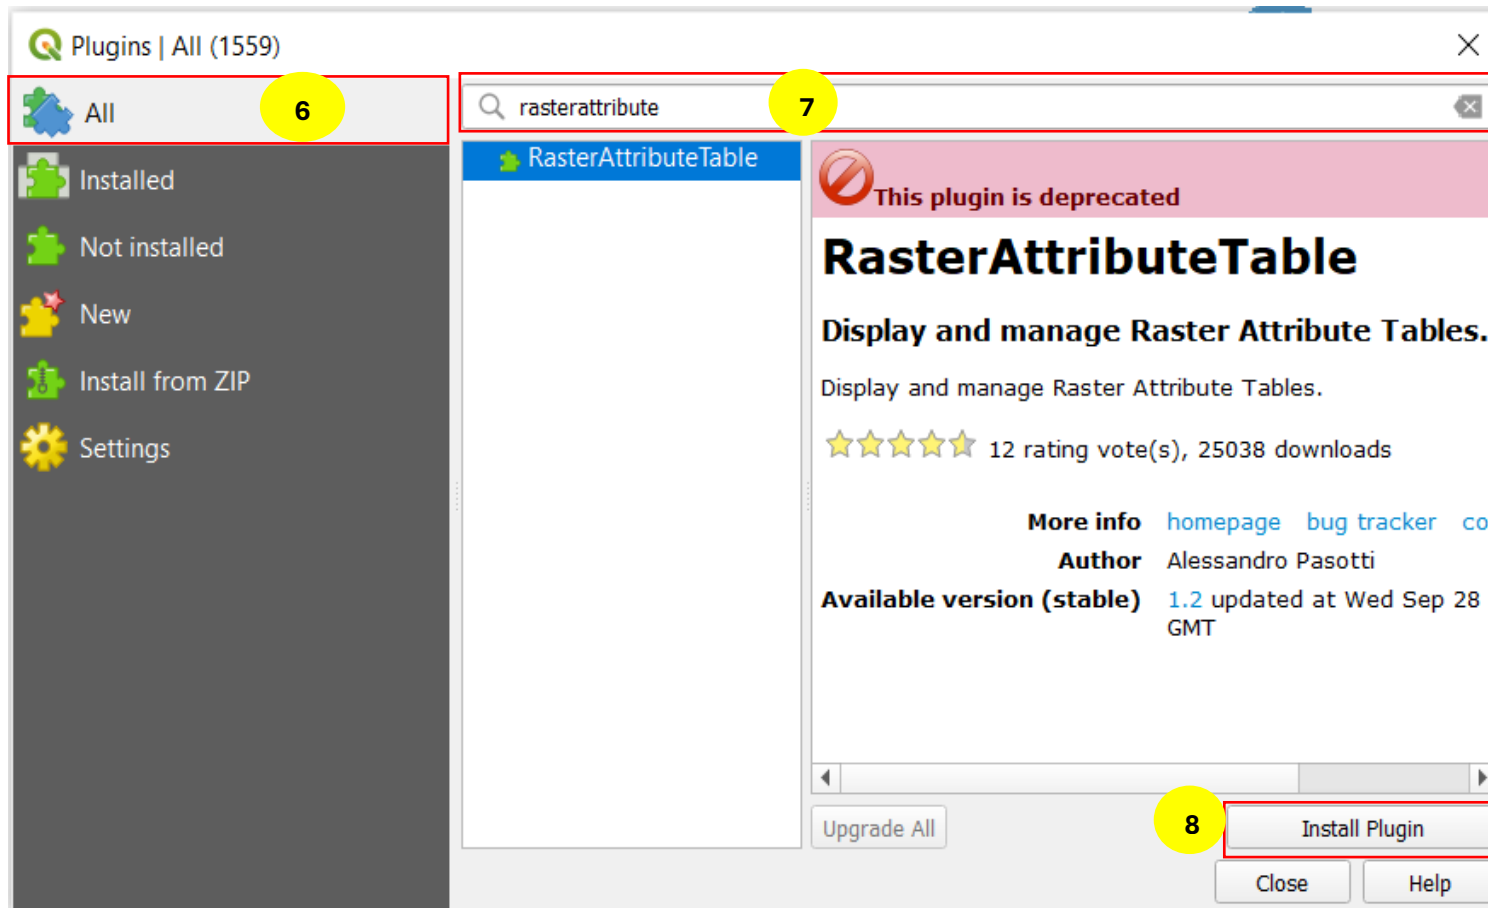 Plugins | All (1559)
All
6
rasterattribute
7
Installed
Not installed
New
Install from ZIP
Settings
RasterAttributeTable
This plugin is deprecated
RasterAttributeTable
Display and manage Raster Attribute Tables.
Display and manage Raster Attribute Tables.
12 rating vote(s), 25038 downloads
More info homepage bug tracker co
Author Alessandro Pasotti
Available version (stable) 1.2 updated at Wed Sep 28
GMT
Upgrade All
8
Install Plugin
Close
Help